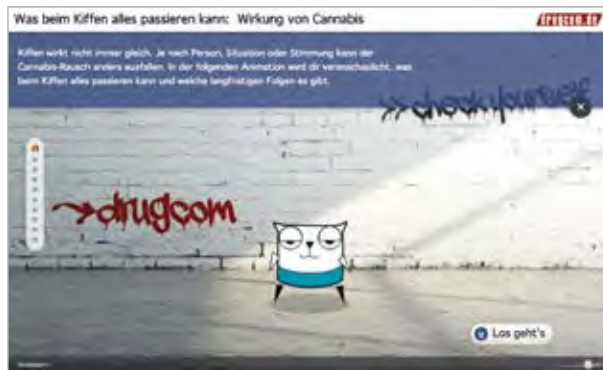 Was beim Kiffen alles passieren kann: Wirkung von Cannabis
drugcom.de
Kiffen wirkt nicht immer gleich. Je nach Person, Situation oder Stimmung kann der
Cannabis-Rausch anders ausfallen. In der folgenden Animation wird dir veranschaulicht, was
beim Kiffen alles passieren kann und welche langfristigen Folgen es gibt.
>> checkyourself
drugcom
Los geht's